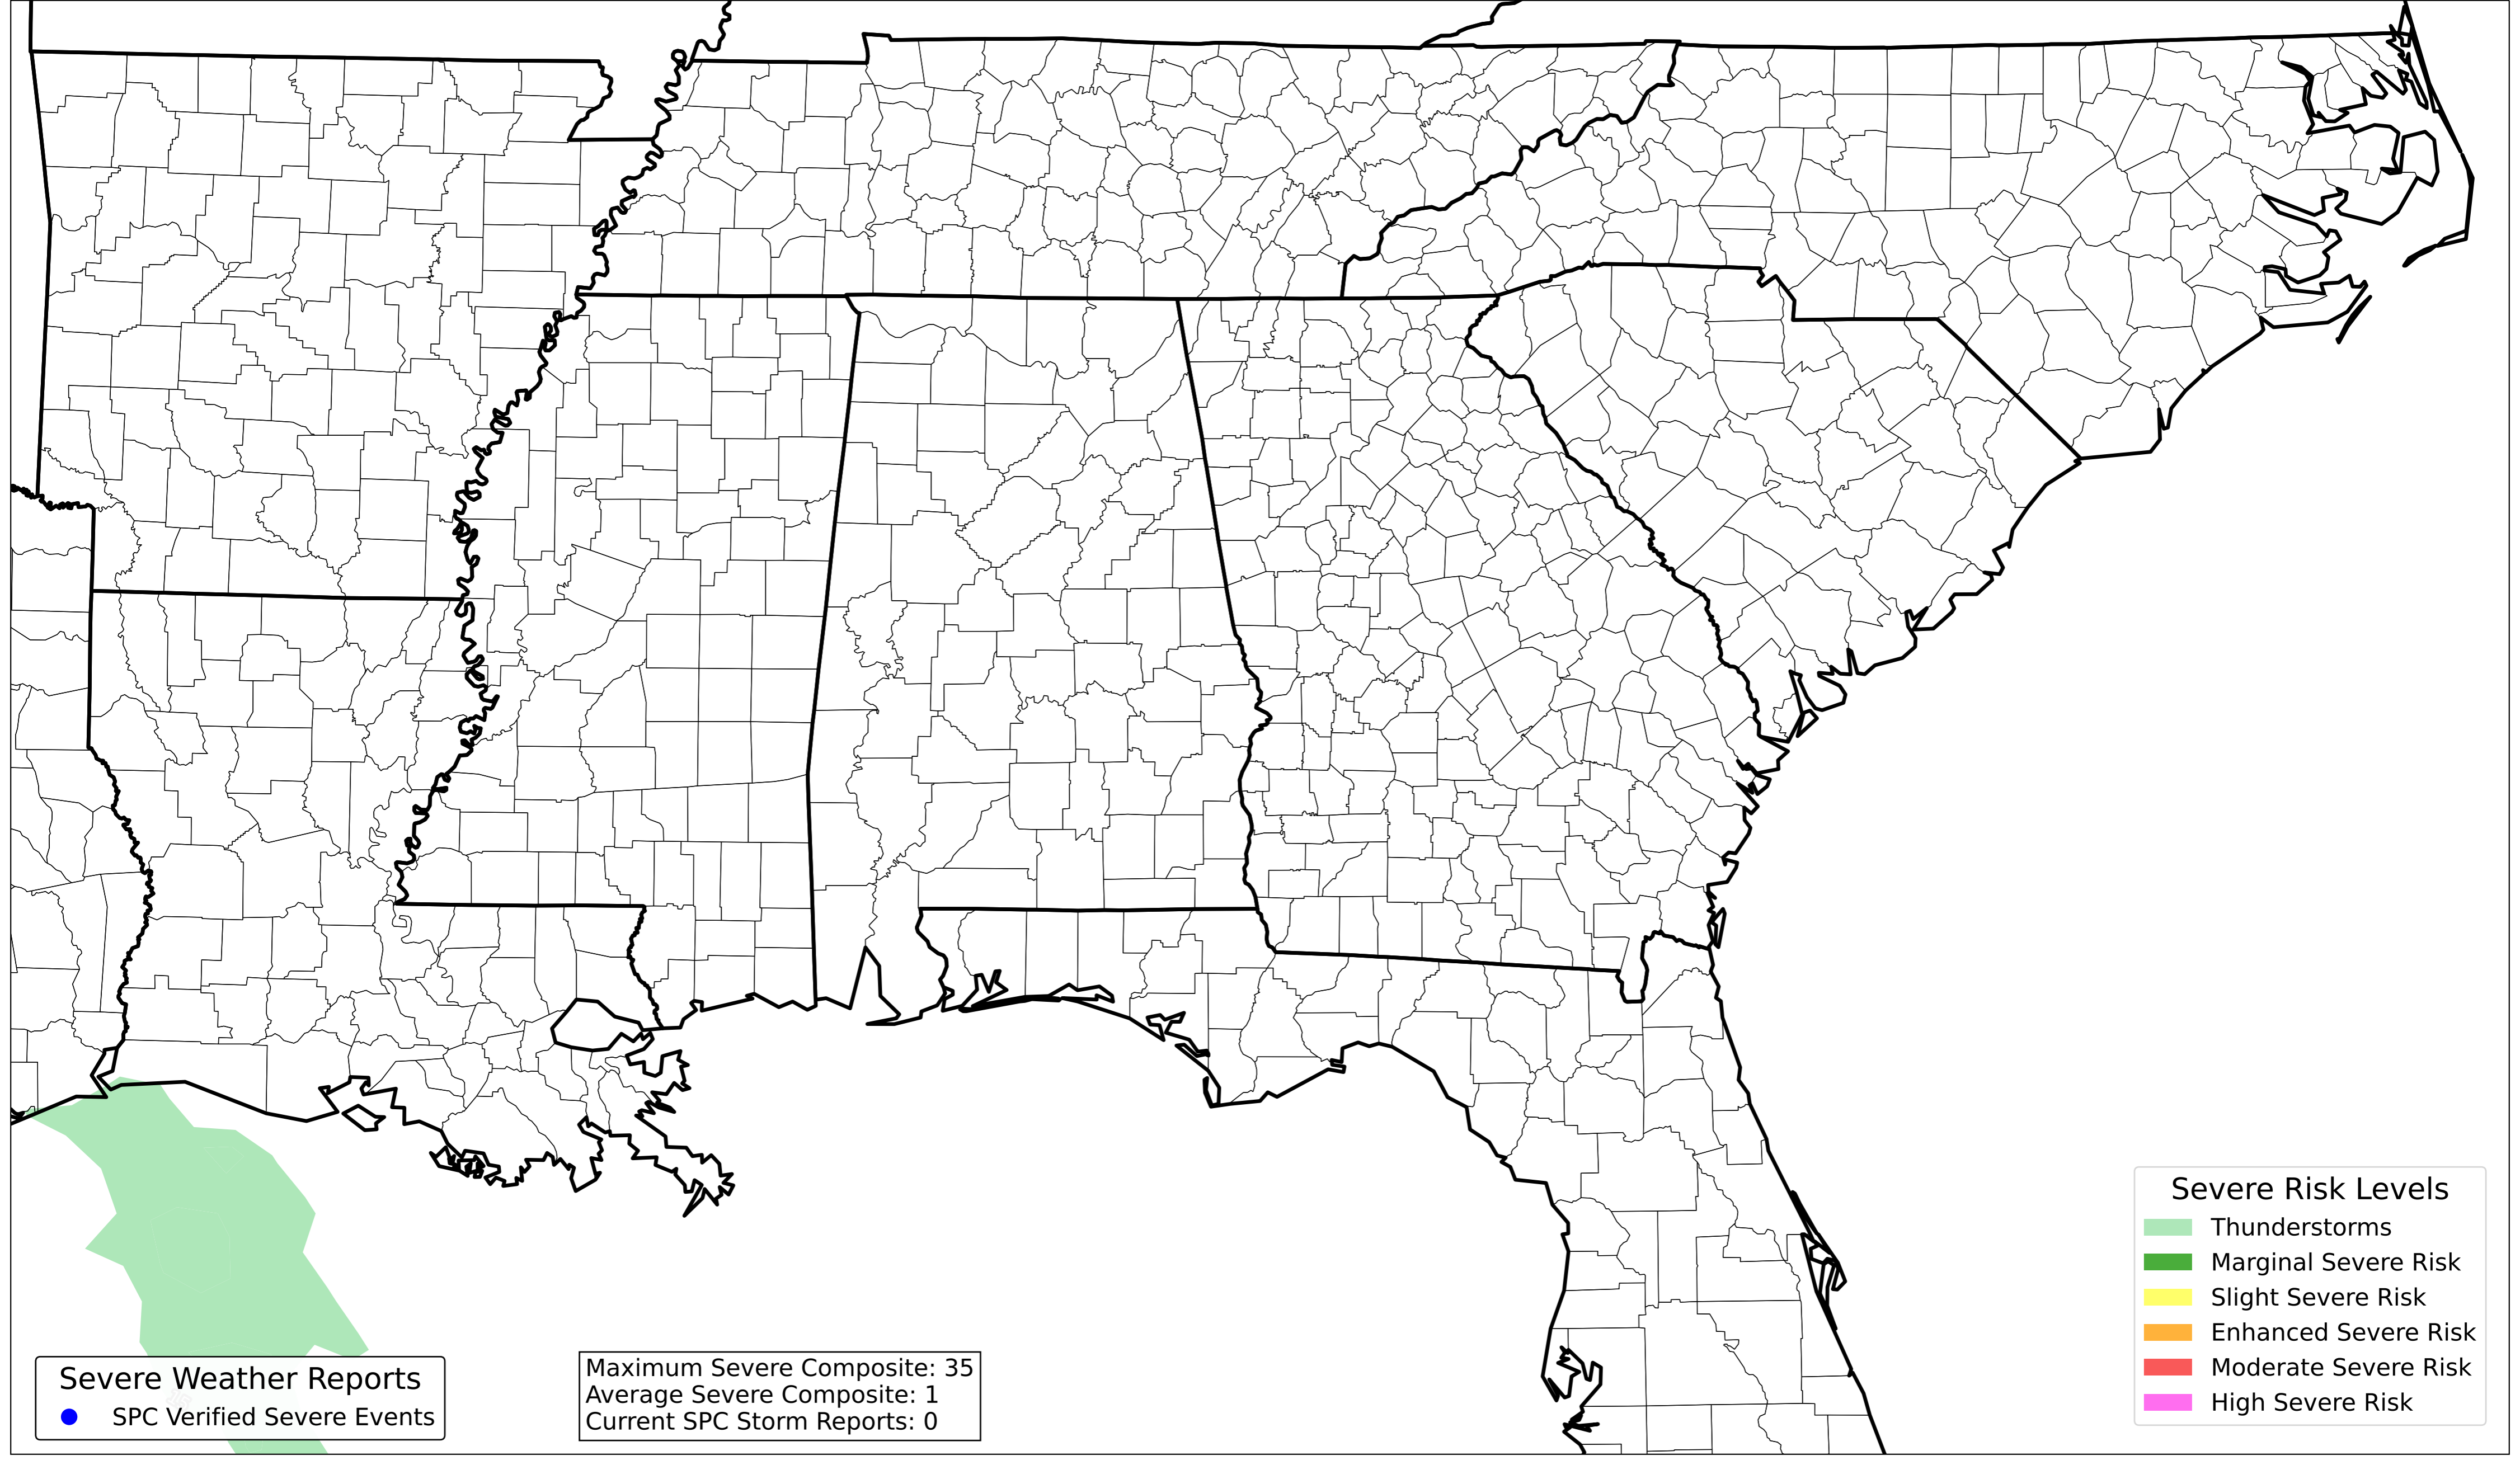 Severe Risk Levels
Thunderstorms
Marginal Severe Risk
Slight Severe Risk
Enhanced Severe Risk
Moderate Severe Risk
High Severe Risk
Severe Weather Reports
SPC Verified Severe Events
Maximum Severe Composite: 35
Average Severe Composite: 1
Current SPC Storm Reports: 0